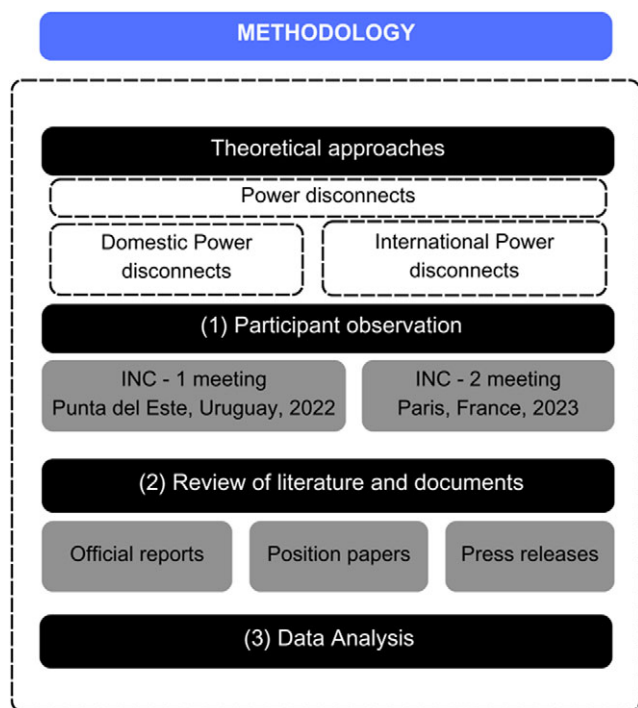 METHODOLOGY
Theoretical approaches
Power disconnects
Domestic Power
disconnects
International Power
disconnects
(1) Participant observation
INC - 1 meeting
Punta del Este, Uruguay, 2022
INC - 2 meeting
Paris, France, 2023
(2) Review of literature and documents
Official reports
Position papers
Press releases
(3) Data Analysis